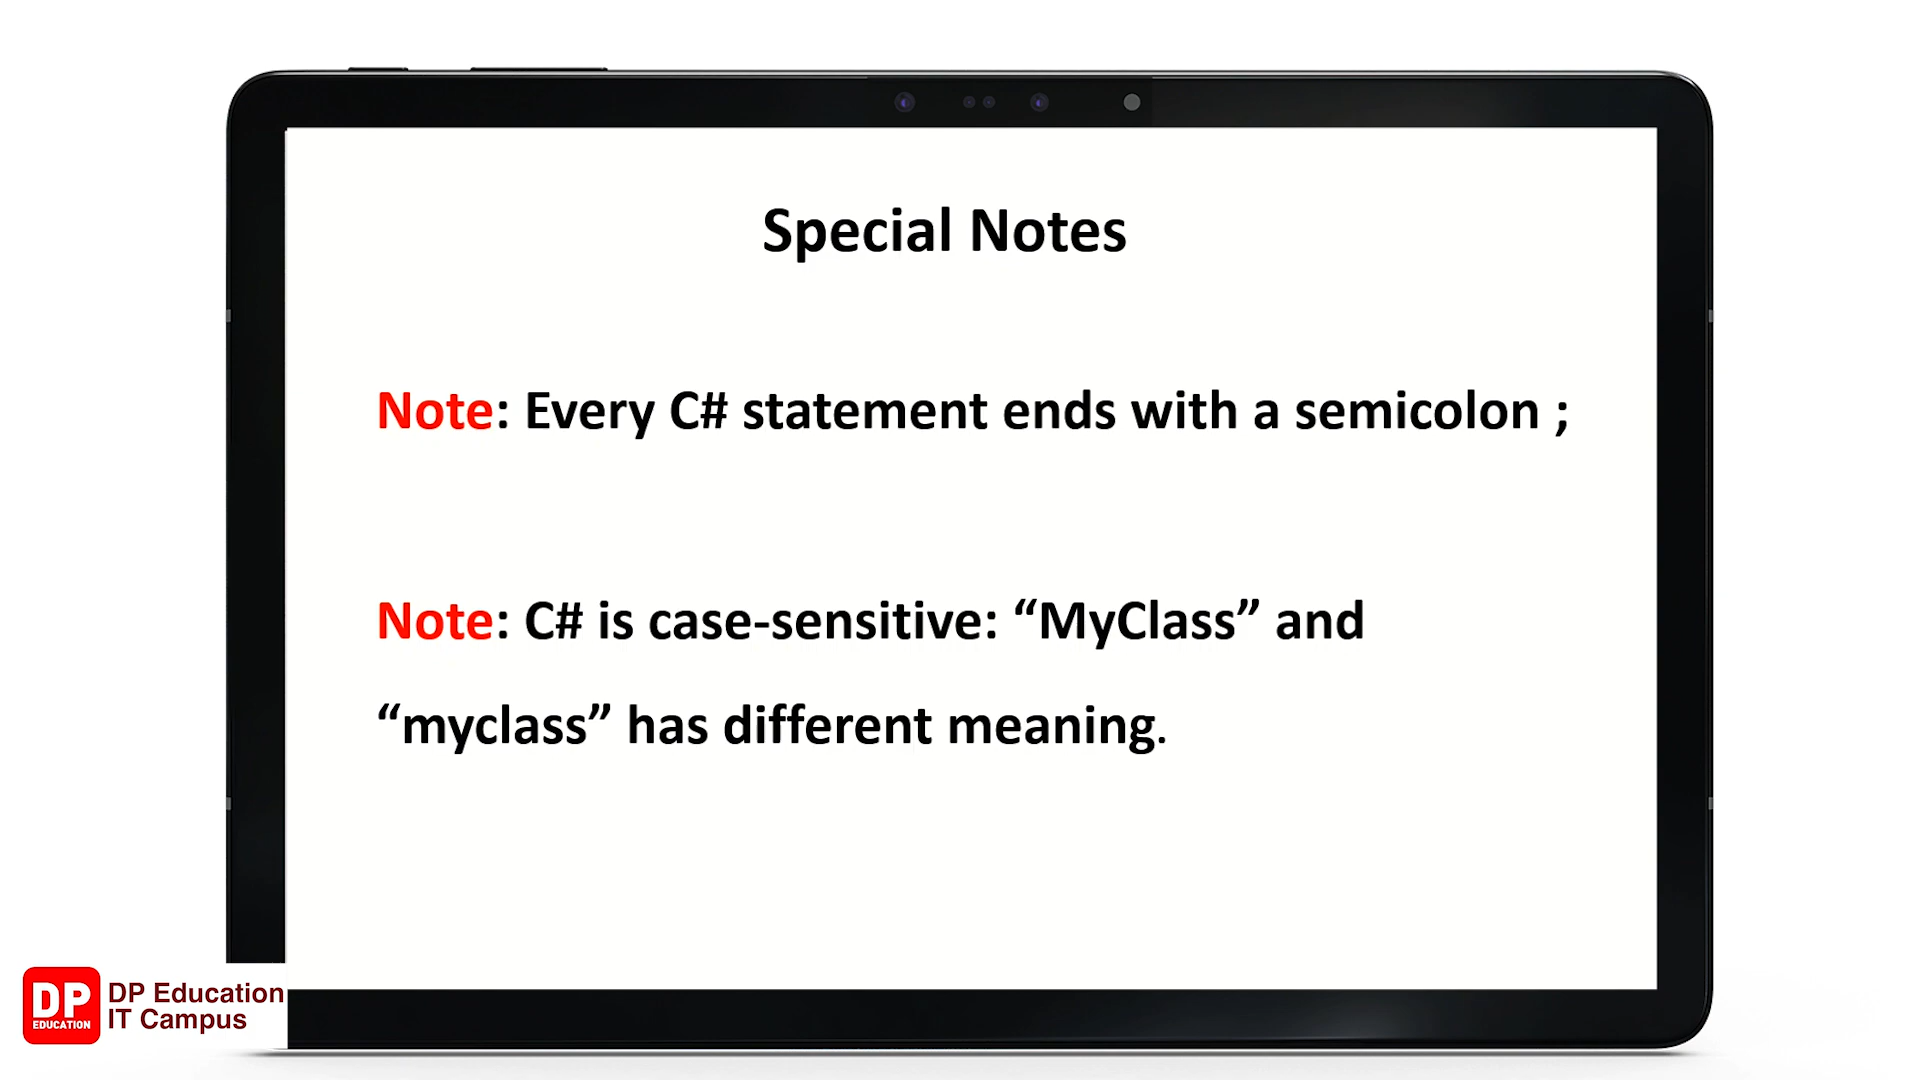 Special Notes
Note: Every C# statement ends with a semicolon ;
Note: C# is case-sensitive: “MyClass” and
“myclass” has different meaning.
DP
EDUCATION
DP Education
IT Campus